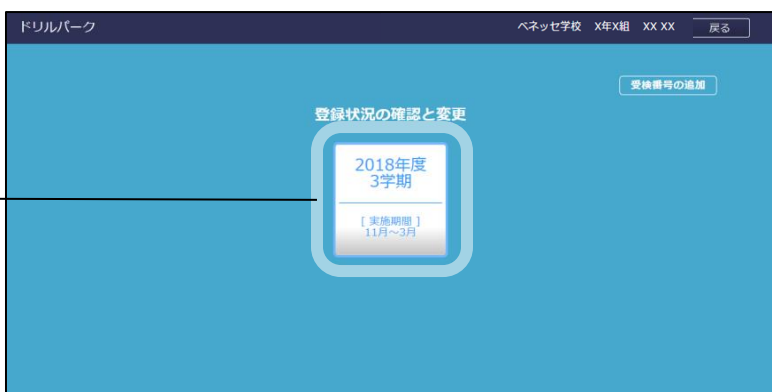 ドリルパーク ベネッセ学校 X年X組 XX XX 戻る
受検番号の追加
登録状況の確認と変更
2018年度
3学期
[ 実施期間 ]
11月～3月